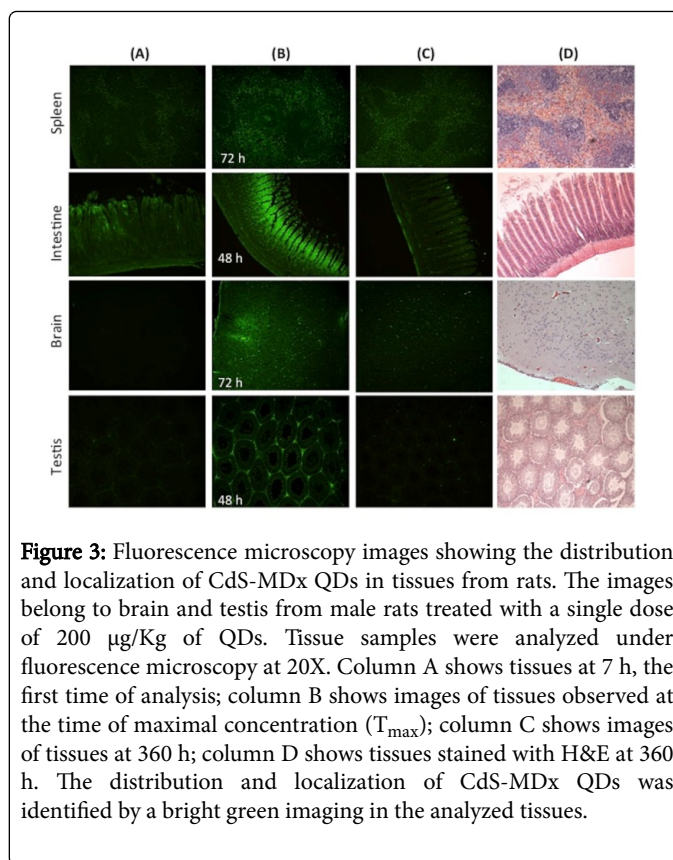 (A) (B) (C) (D)
Spleen
72 h
Intestine
48 h
Brain
72 h
Testis
48 h
Figure 3: Fluorescence microscopy images showing the distribution
and localization of CdS-MDx QDs in tissues from rats. The images
belong to brain and testis from male rats treated with a single dose
of 200 μg/Kg of QDs. Tissue samples were analyzed under
fluorescence microscopy at 20X. Column A shows tissues at 7 h, the
first time of analysis; column B shows images of tissues observed at
the time of maximal concentration (Tmax); column C shows images
of tissues at 360 h; column D shows tissues stained with H&E at 360
h. The distribution and localization of CdS-MDx QDs was
identified by a bright green imaging in the analyzed tissues.